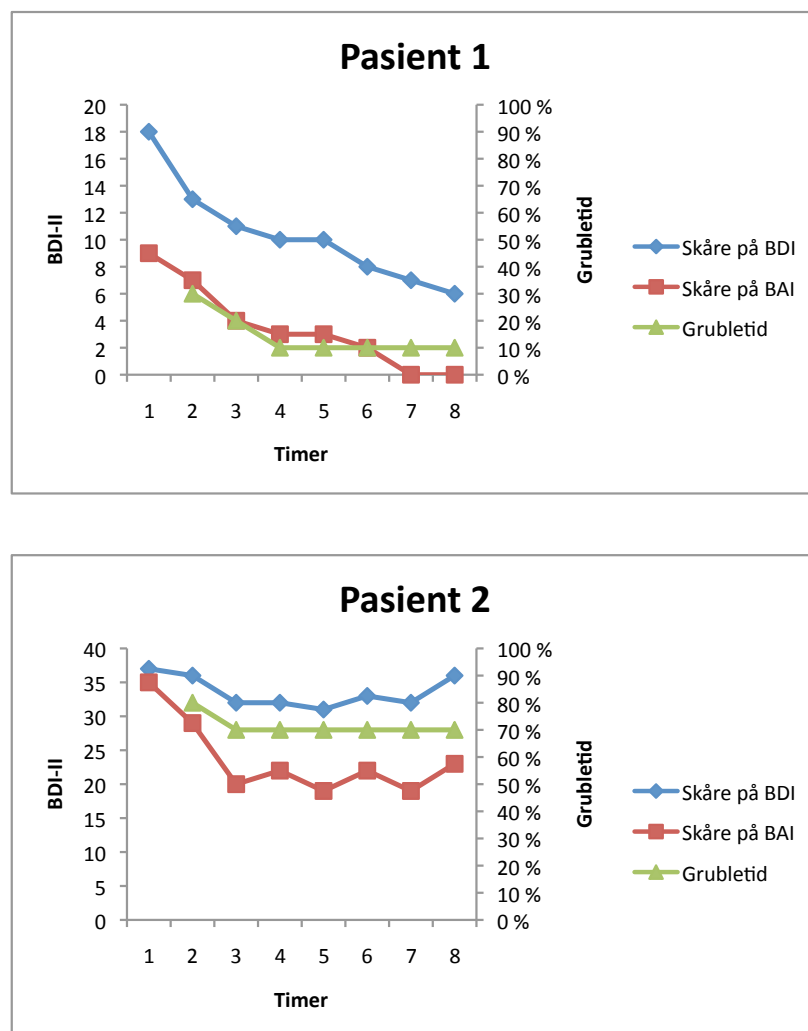 Pasient 1
20
18
16
14
12
10
8
6
4
2
0
BDI-II
1 2 3 4 5 6 7 8
Timer
100 %
90 %
80 %
70 %
60 %
50 %
40 %
30 %
20 %
10 %
0 %
Grubletid
Skåre på BDI
Skåre på BAI
Grubletid
Pasient 2
40
35
30
25
20
15
10
5
0
BDI-II
1 2 3 4 5 6 7 8
Timer
100 %
90 %
80 %
70 %
60 %
50 %
40 %
30 %
20 %
10 %
0 %
Grubletid
Skåre på BDI
Skåre på BAI
Grubletid